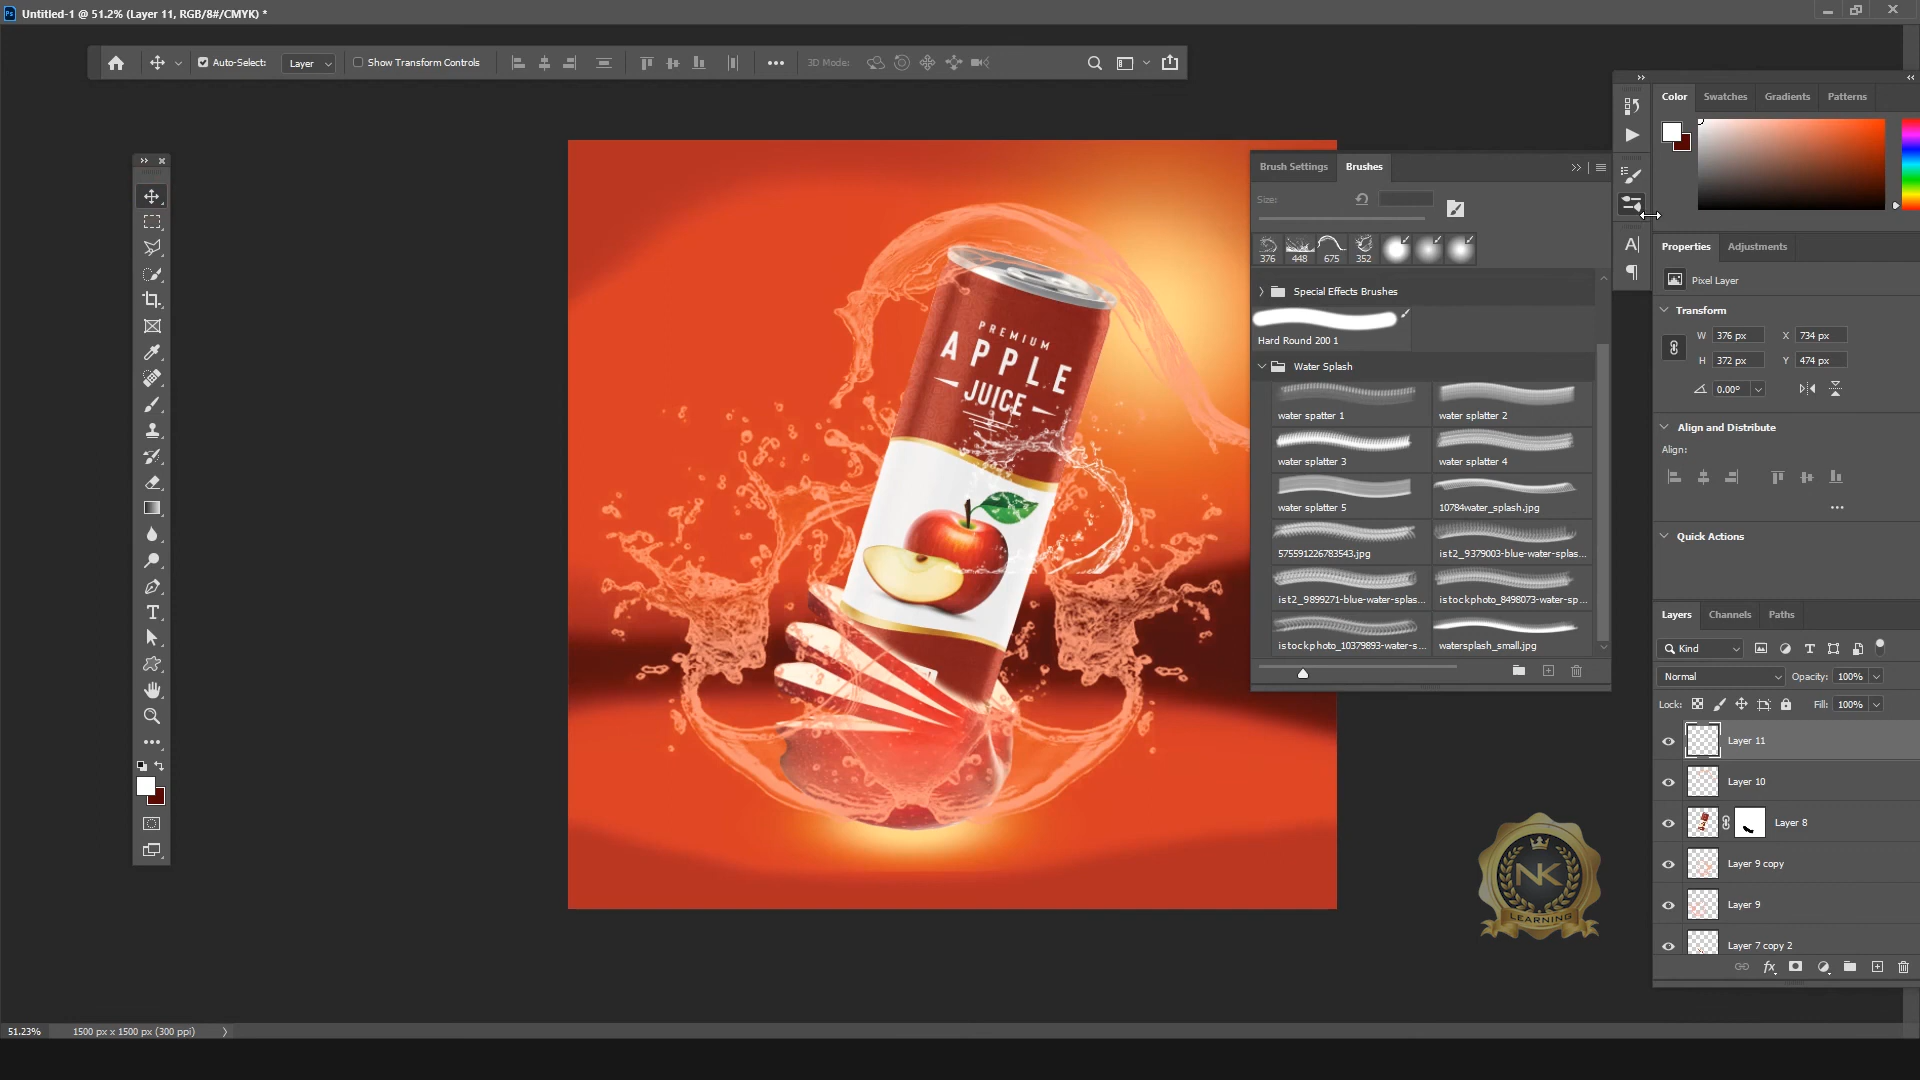 Untitled-1 @ 51.2% (Layer 11, RGB/8#/CMYK) *
Auto-Select:
Layer
Show Transform Controls
3D Mode:
Color
Swatches
Gradients
Patterns
Brush Settings
Brushes
Size:
376
448
675
352
Special Effects Brushes
Hard Round 200 1
Water Splash
water spatter 1
water splatter 2
water splatter 3
water splatter 4
water splatter 5
10784water_splash.jpg
575591226783543.jpg
ist2_9379003-blue-water-splas...
ist2_9899271-blue-water-splas...
istockphoto_8498073-water-sp...
istockphoto_10379893-water-s...
watersplash_small.jpg
Properties
Adjustments
Pixel Layer
Transform
W
376 px
X
734 px
H
372 px
Y
474 px
0.00°
Align and Distribute
Align:
Quick Actions
Layers
Channels
Paths
Kind
Normal
Opacity:
100%
Lock:
Fill:
100%
Layer 11
Layer 10
Layer 8
Layer 9 copy
Layer 9
Layer 7 copy 2
PREMIUM
APPLE
JUICE
NK
LEARNING
51.23%
1500 px x 1500 px (300 ppi)